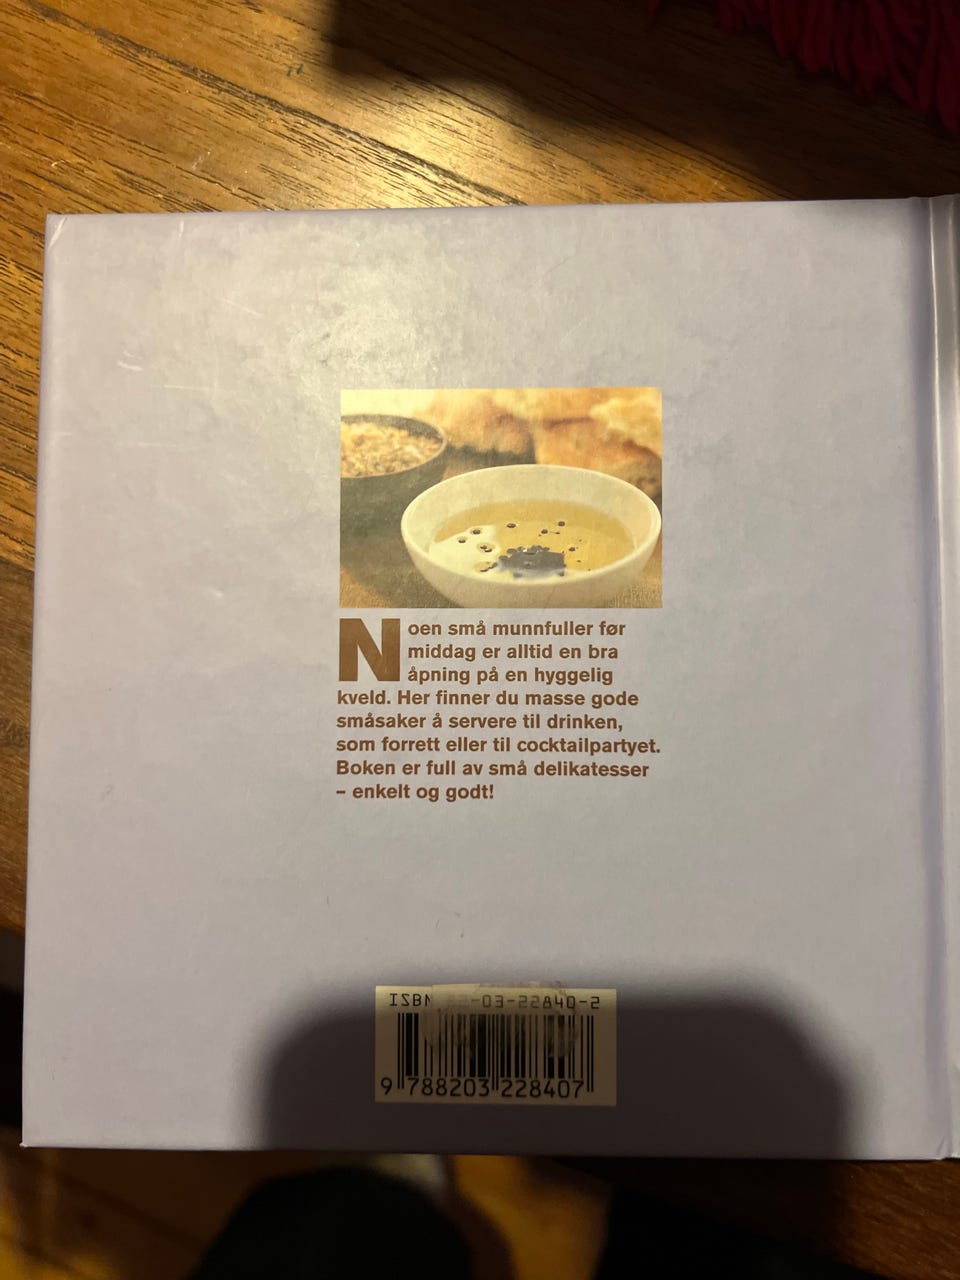 Noen små munnfuller før
middag er alltid en bra
åpning på en hyggelig
kveld. Her finner du masse gode
småsaker å servere til drinken,
som forrett eller til cocktailpartyet.
Boken er full av små delikatesser
– enkelt og godt!
ISBN 82-03-22840-2
9 788203 228407